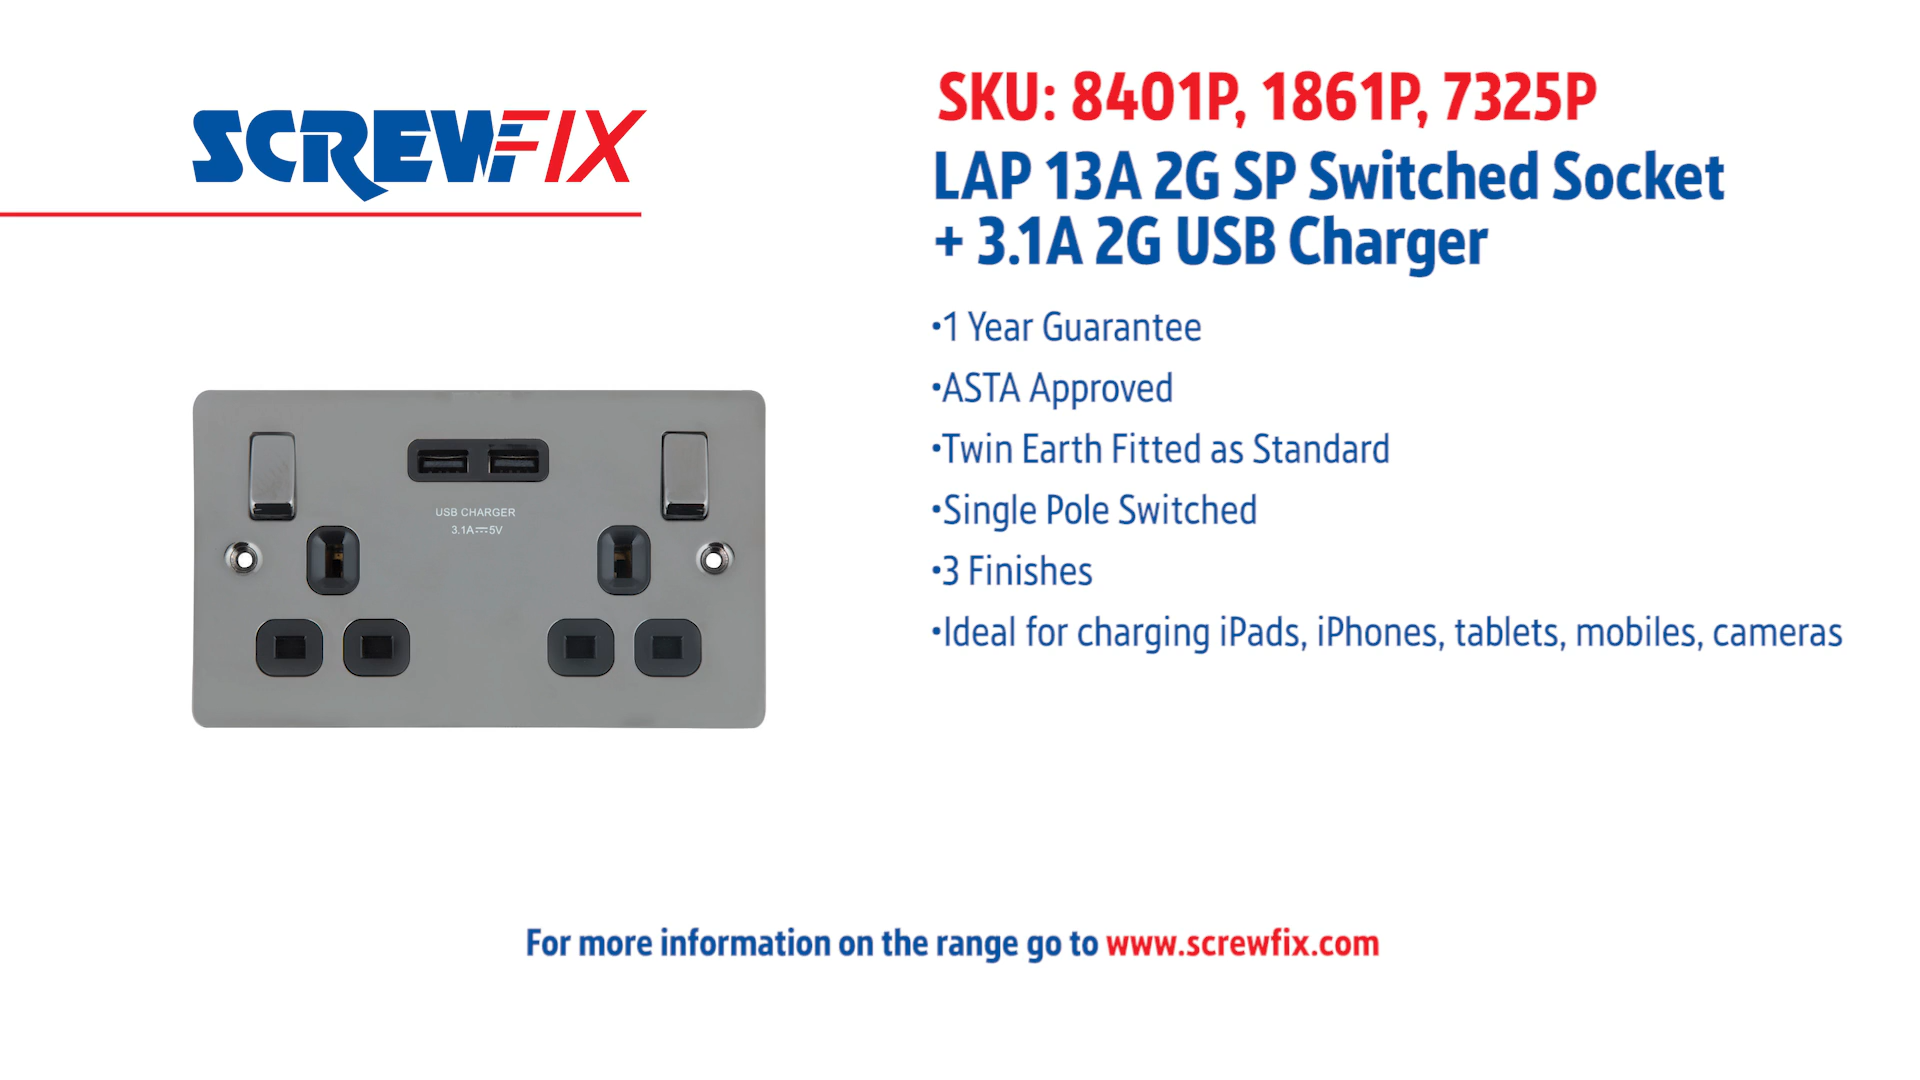 SCREWFIX
SKU: 8401P, 1861P, 7325P
LAP 13A 2G SP Switched Socket
+ 3.1A 2G USB Charger
•1 Year Guarantee
•ASTA Approved
•Twin Earth Fitted as Standard
•Single Pole Switched
•3 Finishes
•Ideal for charging iPads, iPhones, tablets, mobiles, cameras
USB CHARGER
3.1A⎓5V
For more information on the range go to www.screwfix.com